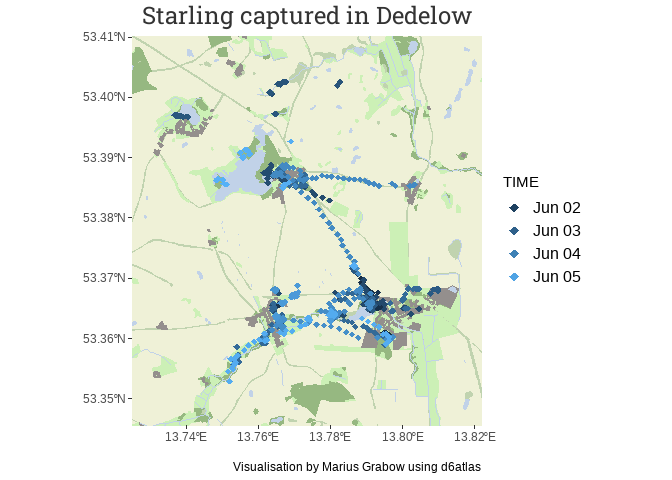 Starling captured in Dedelow
53.41°N
53.40°N
53.39°N
53.38°N
53.37°N
53.36°N
53.35°N
13.74°E 13.76°E 13.78°E 13.80°E 13.82°E
TIME
Jun 02
Jun 03
Jun 04
Jun 05
Visualisation by Marius Grabow using d6atlas